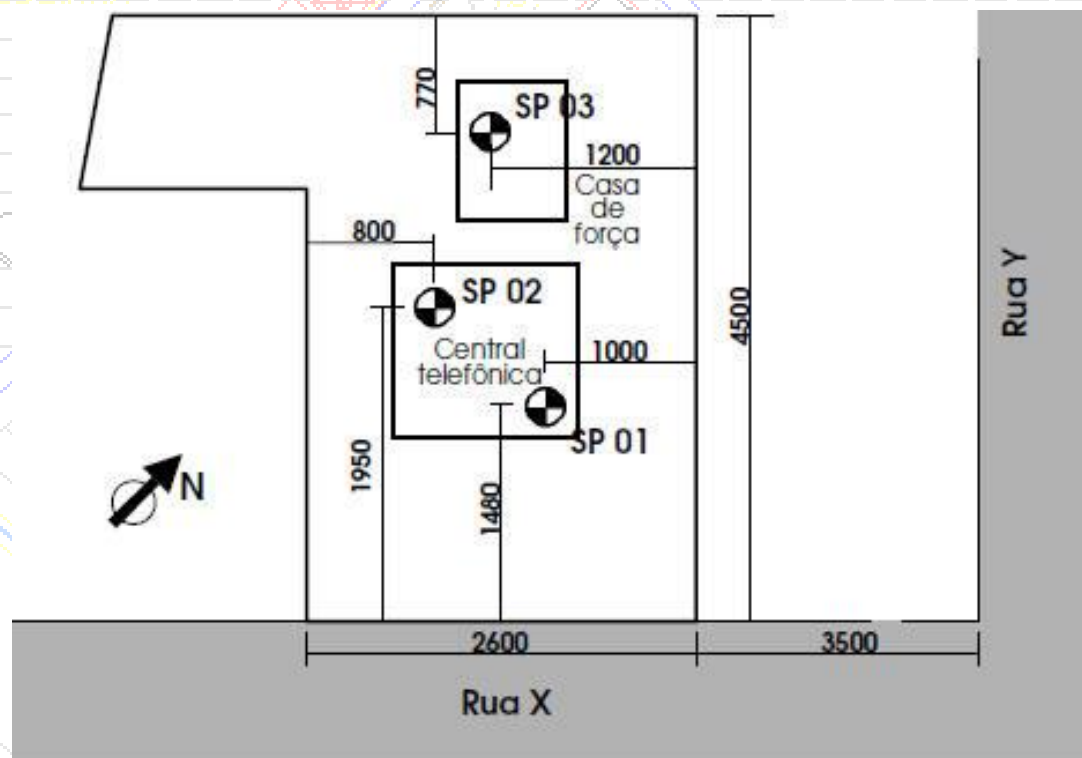 770
SP 03
1200
Casa
de
força
800
SP 02
Central
telefônica
1000
4500
Rua Y
SP 01
1950
1480
N
2600
3500
Rua X